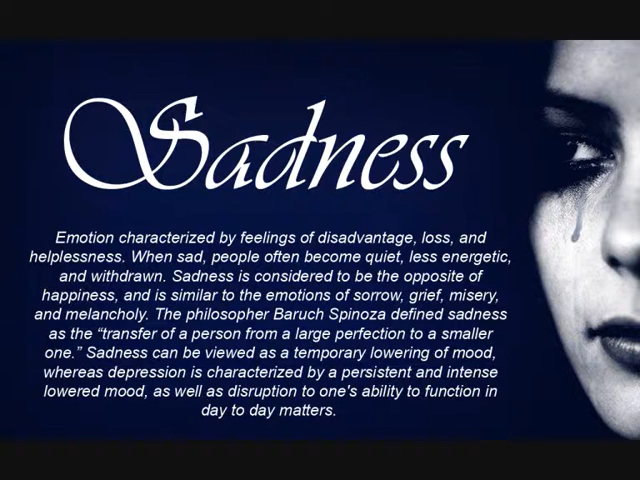 Sadness
Emotion characterized by feelings of disadvantage, loss, and
helplessness. When sad, people often become quiet, less energetic,
and withdrawn. Sadness is considered to be the opposite of
happiness, and is similar to the emotions of sorrow, grief, misery,
and melancholy. The philosopher Baruch Spinoza defined sadness
as the “transfer of a person from a large perfection to a smaller
one.” Sadness can be viewed as a temporary lowering of mood,
whereas depression is characterized by a persistent and intense
lowered mood, as well as disruption to one's ability to function in
day to day matters.